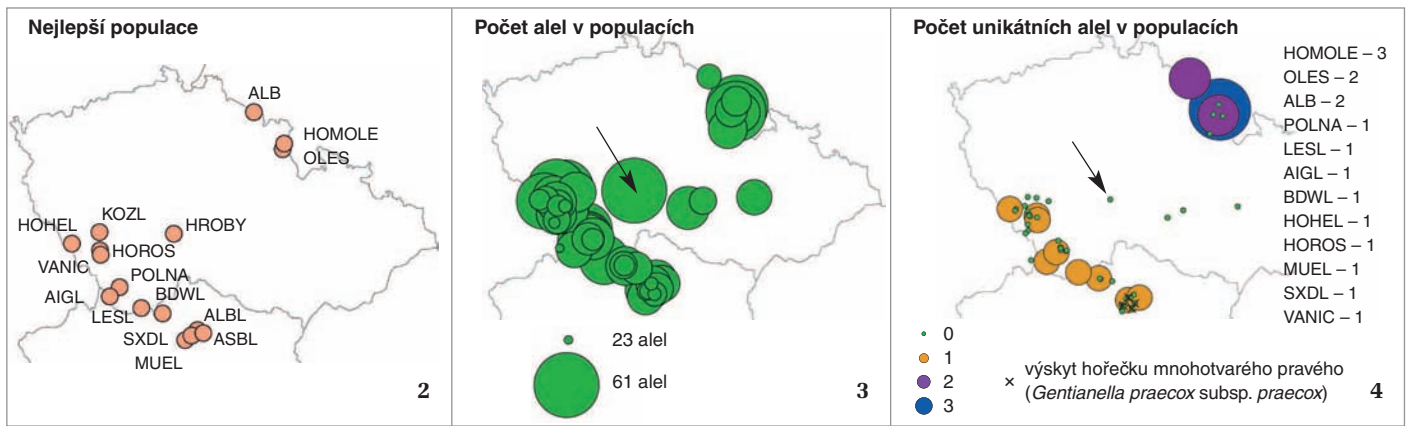 Nejlepší populace
ALB
HOMOLE
OLES
KOZL
HOHEL
HROBY
HOROS
VANIC
POLNA
AIGL
BDWL
LESL
ALBL
SXDL
ASBL
MUEL
2
Počet alel v populacích
23 alel
61 alel
3
Počet unikátních alel v populacích
HOMOLE – 3
OLES – 2
ALB – 2
POLNA – 1
LESL – 1
AIGL – 1
BDWL – 1
HOHEL – 1
HOROS – 1
MUEL – 1
SXDL – 1
VANIC – 1
0
1
2
3
× výskyt hořečku mnohotvarého pravého
(Gentianella praecox subsp. praecox)
4